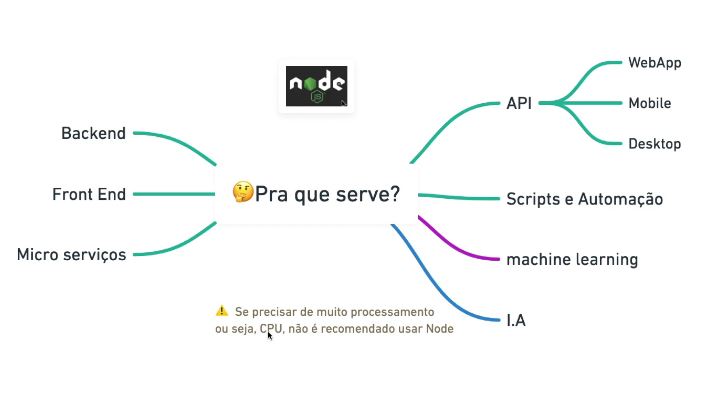 node
JS
Backend
Front End
Micro serviços
🤔Pra que serve?
API
WebApp
Mobile
Desktop
Scripts e Automação
machine learning
I.A
⚠️ Se precisar de muito processamento
ou seja, CPU, não é recomendado usar Node